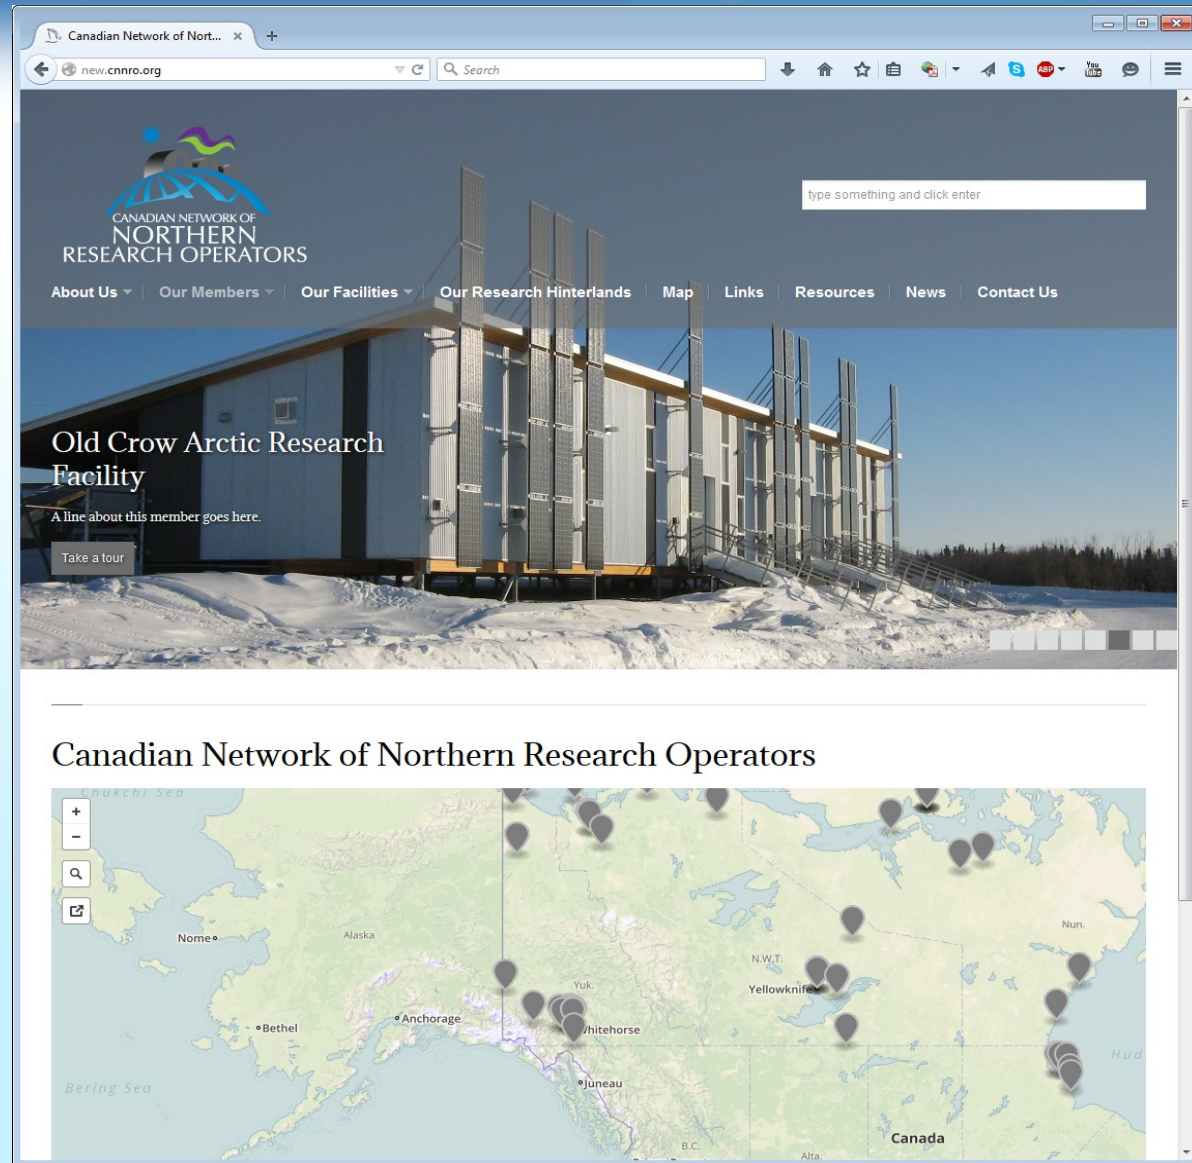 Canadian Network of Nort...
new.cnnro.org
Search
ABP
You
Tube
CANADIAN NETWORK OF
NORTHERN
RESEARCH OPERATORS
type something and click enter
About Us
Our Members
Our Facilities
Our Research Hinterlands
Map
Links
Resources
News
Contact Us
Old Crow Arctic Research
Facility
A line about this member goes here.
Take a tour
Canadian Network of Northern Research Operators
Chukchi Sea
+
−
Nome
Alaska
Nun.
N.W.T.
Yuk.
Yellowknife
Anchorage
Bethel
Whitehorse
Hud.
Bering Sea
Juneau
Canada
B.C.
Alta.